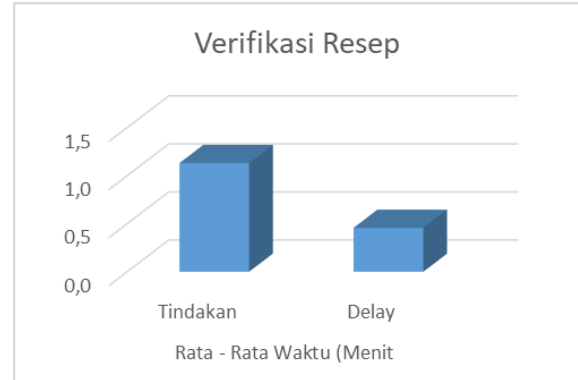 Verifikasi Resep
1,5
1,0
0,5
0,0
Tindakan Delay
Rata - Rata Waktu (Menit